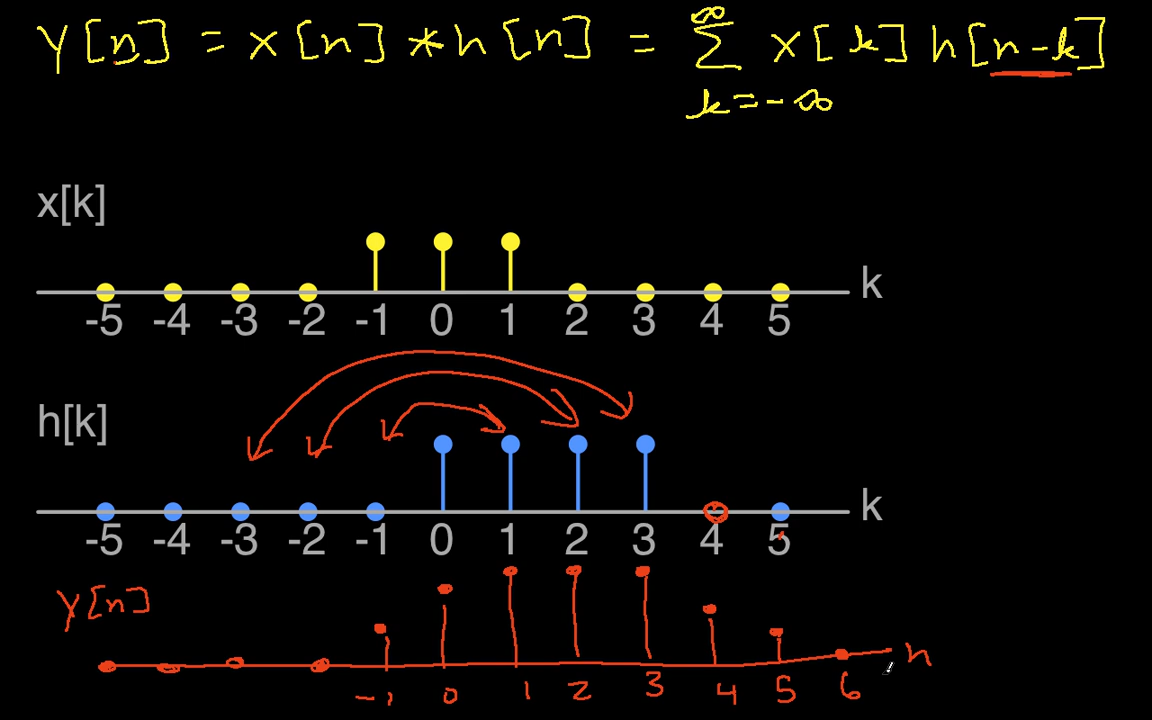 y[n] = x[n] * h[n] = ∞ Σ k=-∞ x[k] h[n-k]
x[k]
-5 -4 -3 -2 -1 0 1 2 3 4 5 k
h[k]
-5 -4 -3 -2 -1 0 1 2 3 4 5 k
y[n]
-1 0 1 2 3 4 5 6 n